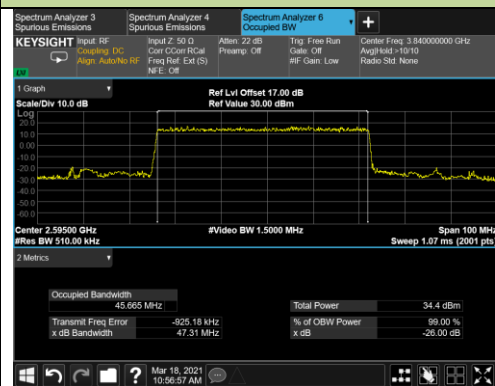 Spectrum Analyzer 3
Spurious Emissions
Spectrum Analyzer 4
Spurious Emissions
Spectrum Analyzer 6
Occupied BW
KEYSIGHT
Input: RF
Coupling: DC
Align: Auto/No RF
Input Z: 50 Ω
Corr CCorr RCal
Freq Ref: Ext (S)
NFE: Off
Atten: 22 dB
Preamp: Off
Trig: Free Run
Gate: Off
#IF Gain: Low
Center Freq: 3.840000000 GHz
Avg|Hold:>10/10
Radio Std: None
1 Graph
Scale/Div 10.0 dB
Ref Lvl Offset 17.00 dB
Ref Value 30.00 dBm
Log
20.0
10.0
0.00
-10.0
-20.0
-30.0
-40.0
-50.0
-60.0
Center 2.59500 GHz
#Res BW 510.00 kHz
#Video BW 1.5000 MHz
Span 100 MHz
Sweep 1.07 ms (2001 pts)
2 Metrics
Occupied Bandwidth
45.665 MHz
Total Power 34.4 dBm
Transmit Freq Error -925.18 kHz
% of OBW Power 99.00 %
x dB Bandwidth 47.31 MHz
x dB -26.00 dB
Mar 18, 2021
10:56:57 AM